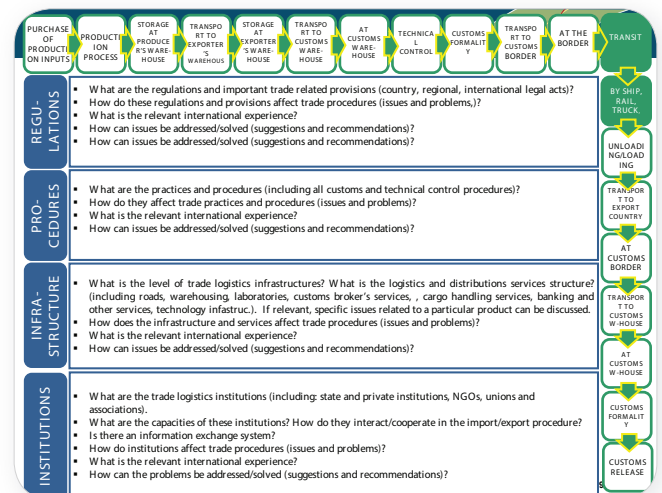 PURCHASE
OF
PRODUCTI
ON INPUTS
PRODUCTI
ION
PROCESS
STORAGE
AT
PRODUCE
R'S WARE-
HOUSE
TRANSPO
RT TO
EXPORTER
'S
WAREHOUS
STORAGE
AT
EXPORTER
'S WARE-
HOUSE
TRANSPO
RT TO
CUSTOMS
WARE-
HOUSE
AT
CUSTOMS
WARE-
HOUSE
TECHNICA
L
CONTROL
CUSTOMS
FORMALIT
Y
TRANSPO
RT TO
CUSTOMS
BORDER
AT THE
BORDER
TRANSIT
REGU-
LATIONS
▪ What are the regulations and important trade related provisions (country, regional, international legal acts)?
▪ How do these regulations and provisions affect trade procedures (issues and problems,)?
▪ What is the relevant international experience?
▪ How can issues be addressed/solved (suggestions and recommendations)?
▪ How can issues be addressed/solved (suggestions and recommendations)?
PRO-
CEDURES
▪ What are the practices and procedures (including all customs and technical control procedures)?
▪ How do they affect trade practices and procedures (issues and problems)?
▪ What is the relevant international experience?
▪ How can issues be addressed/solved (suggestions and recommendations)?
INFRA-
STRUCTURE
▪ What is the level of trade logistics infrastructures? What is the logistics and distributions services structure?
(including roads, warehousing, laboratories, customs broker's services, , cargo handling services, banking and
other services, technology infastruc.). If relevant, specific issues related to a particular product can be discussed.
▪ How does the infrastructure and services affect trade procedures (issues and problems)?
▪ What is the relevant international experience?
▪ How can issues be addressed/solved (suggestions and recommendations)?
INSTITUTIONS
▪ What are the trade logistics institutions (including: state and private institutions, NGOs, unions and
associations).
▪ What are the capacities of these institutions? How do they interact/cooperate in the import/export procedure?
▪ Is there an information exchange system?
▪ How do institutions affect trade procedures (issues and problems)?
▪ What is the relevant international experience?
▪ How can the problems be addressed/solved (suggestions and recommendations)?
BY SHIP,
RAIL,
TRUCK,
UNLOADI
NG/LOAD
ING
TRANSPOR
T TO
EXPORT
COUNTRY
AT
CUSTOMS
BORDER
TRANSPOR
T TO
CUSTOMS
W-HOUSE
AT
CUSTOMS
W-HOUSE
CUSTOMS
FORMALIT
Y
CUSTOMS
RELEASE
9